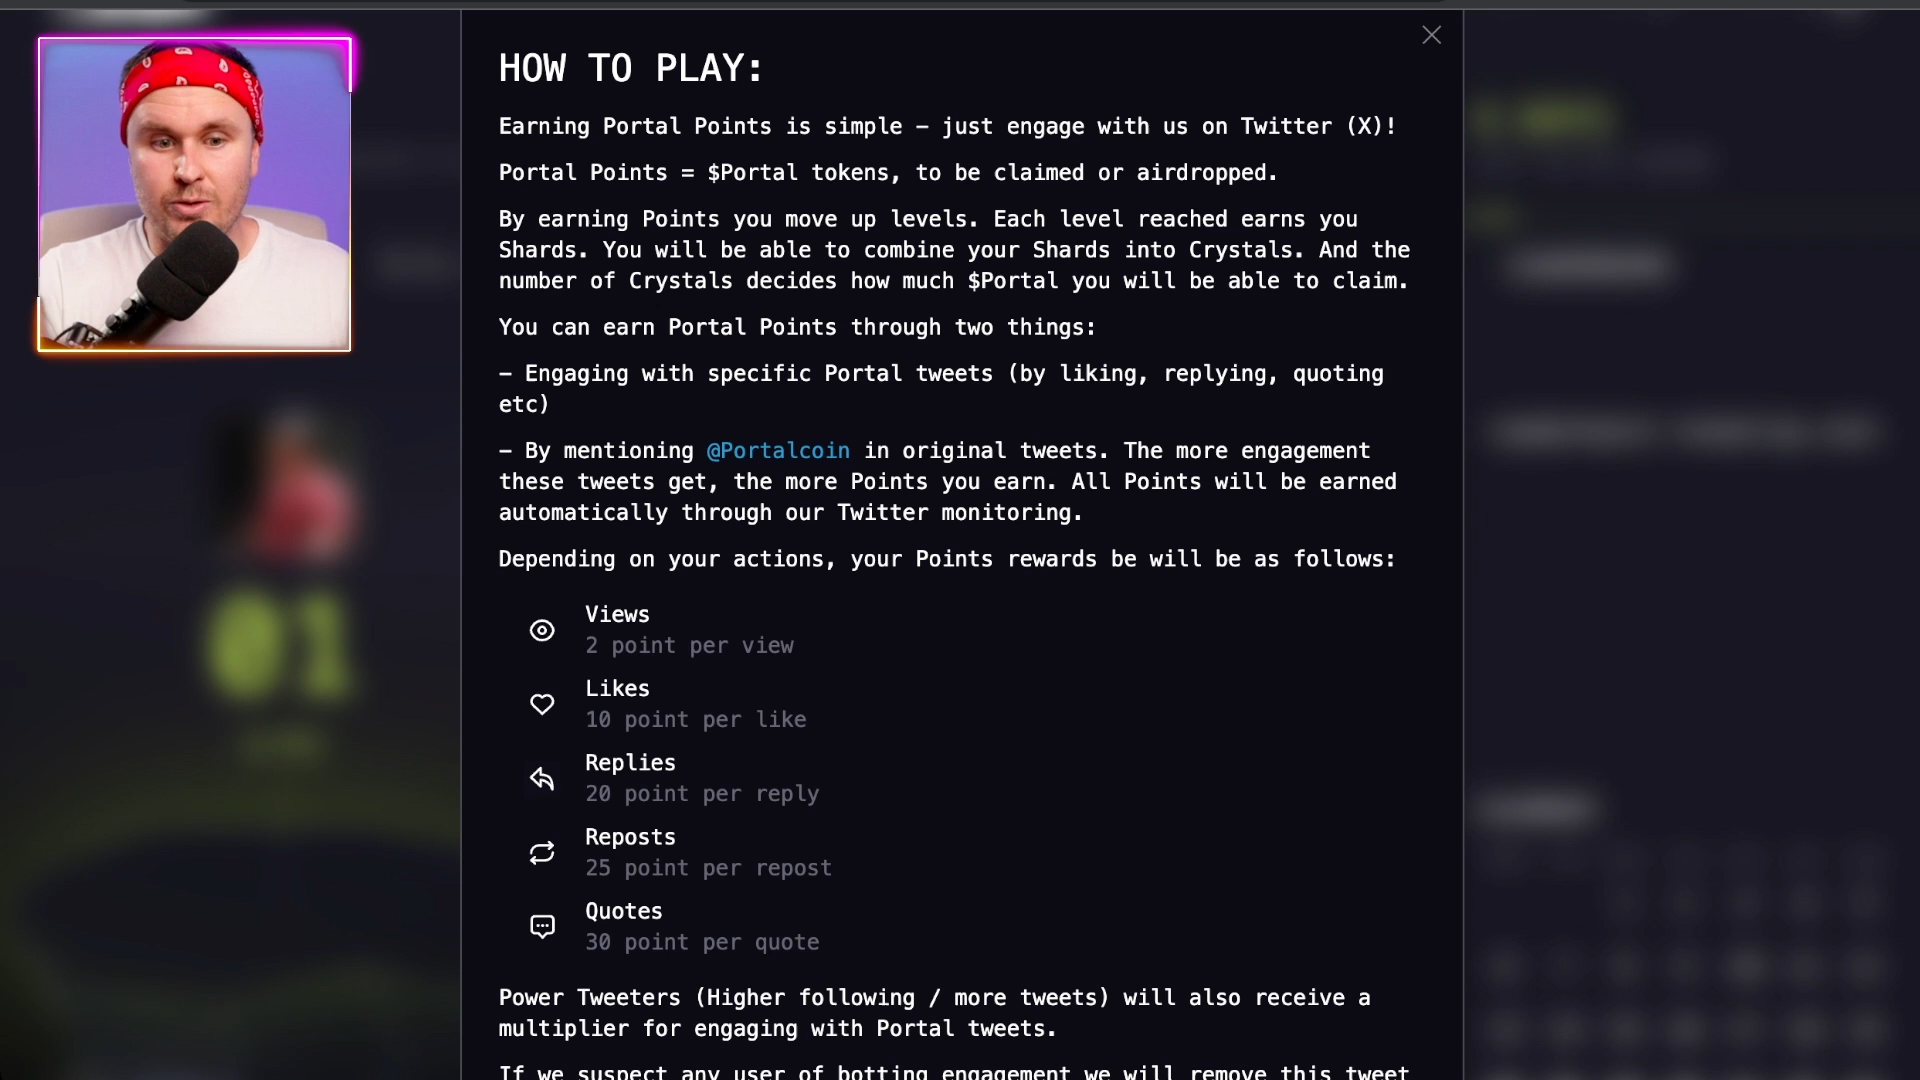 HOW TO PLAY:
Earning Portal Points is simple – just engage with us on Twitter (X)!
Portal Points = $Portal tokens, to be claimed or airdropped.
By earning Points you move up levels. Each level reached earns you
Shards. You will be able to combine your Shards into Crystals. And the
number of Crystals decides how much $Portal you will be able to claim.
You can earn Portal Points through two things:
– Engaging with specific Portal tweets (by liking, replying, quoting
etc)
– By mentioning @Portalcoin in original tweets. The more engagement
these tweets get, the more Points you earn. All Points will be earned
automatically through our Twitter monitoring.
Depending on your actions, your Points rewards be will be as follows:
Views
2 point per view
Likes
10 point per like
Replies
20 point per reply
Reposts
25 point per repost
Quotes
30 point per quote
Power Tweeters (Higher following / more tweets) will also receive a
multiplier for engaging with Portal tweets.
If we suspect any user of botting engagement we will remove this tweet
01